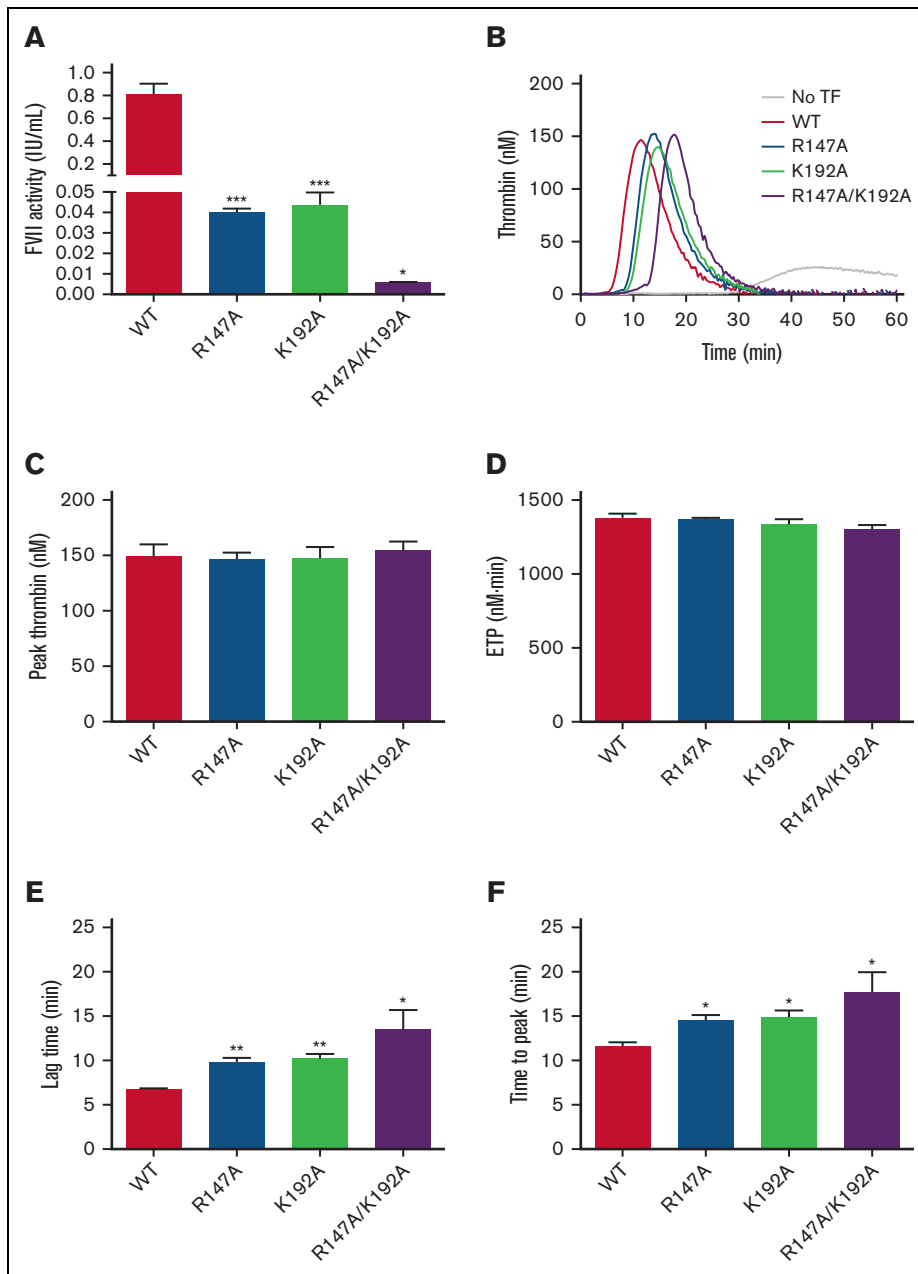 A
FVII activity (IU/mL)
1.0
0.8
0.6
0.4
0.2
0.05
0.04
0.03
0.02
0.01
0.00
***
***
*
WT
R147A
K192A
R147A/K192A
B
Thrombin (nM)
200
150
100
50
0
No TF
WT
R147A
K192A
R147A/K192A
0
10
20
30
40
50
60
Time (min)
C
Peak thrombin (nM)
200
150
100
50
0
WT
R147A
K192A
R147A/K192A
D
ETP (nM·min)
1500
1000
500
0
WT
R147A
K192A
R147A/K192A
E
Lag time (min)
25
20
15
10
5
0
**
**
*
WT
R147A
K192A
R147A/K192A
F
Time to peak (min)
25
20
15
10
5
0
*
*
*
WT
R147A
K192A
R147A/K192A